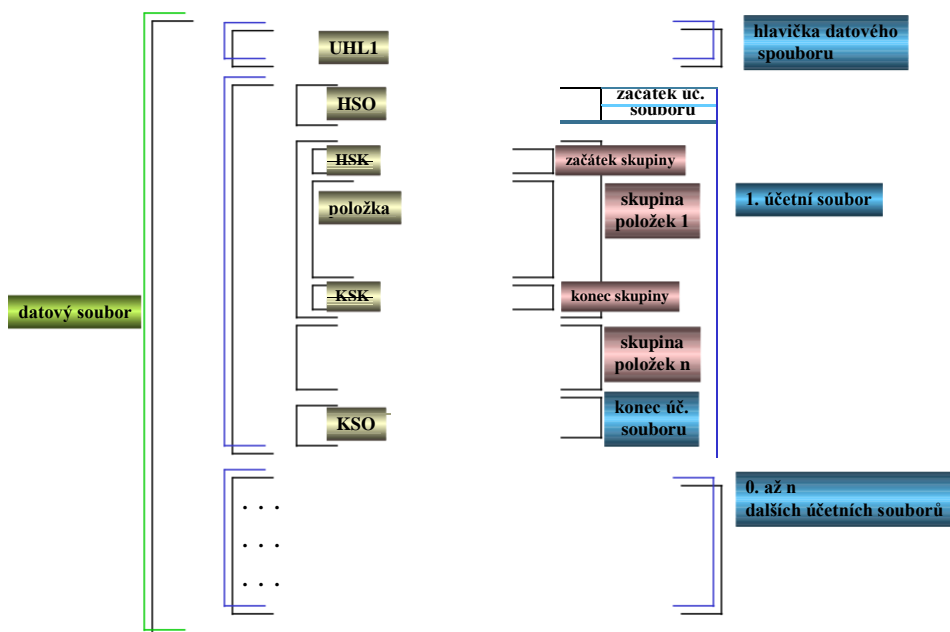 UHL1
hlavička datového
spouboru
HSO
začátek úč.
souboru
HSK
začátek skupiny
položka
skupina
položek 1
1. účetní soubor
KSK
konec skupiny
datový soubor
skupina
položek n
KSO
konec úč.
souboru
0. až n
dalších účetních souborů
. . .
. . .
. . .